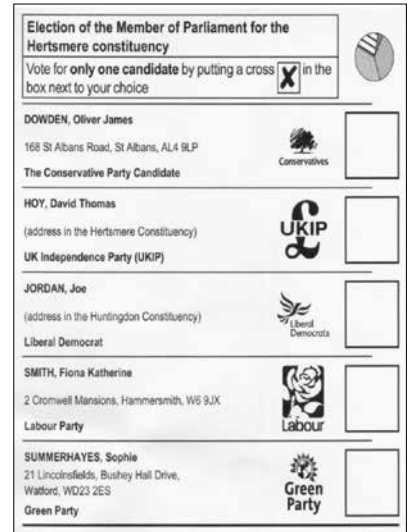 Election of the Member of Parliament for the
Hertsmere constituency
Vote for only one candidate by putting a cross X in the
box next to your choice
DOWDEN, Oliver James
168 St Albans Road, St Albans, AL4 9LP
The Conservative Party Candidate
Conservatives
HOY, David Thomas
(address in the Hertsmere Constituency)
UK Independence Party (UKIP)
UKIP
JORDAN, Joe
(address in the Huntingdon Constituency)
Liberal Democrat
Liberal
Democrats
SMITH, Fiona Katherine
2 Cromwell Mansions, Hammersmith, W6 9JX
Labour Party
Labour
SUMMERHAYES, Sophie
21 Lincolnsfields, Bushey Hall Drive,
Watford, WD23 2ES
Green Party
Green
Party